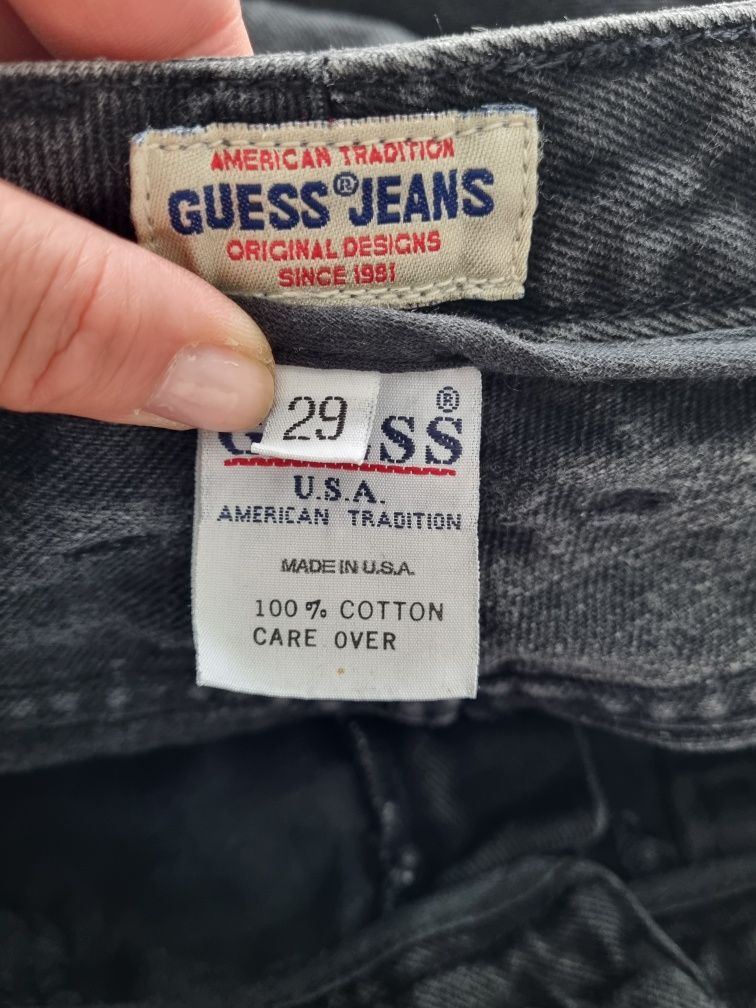 AMERICAN TRADITION
GUESS® JEANS
ORIGINAL DESIGNS
SINCE 1981
29
SS®
U.S.A.
AMERICAN TRADITION
MADE IN U.S.A.
100% COTTON
CARE OVER